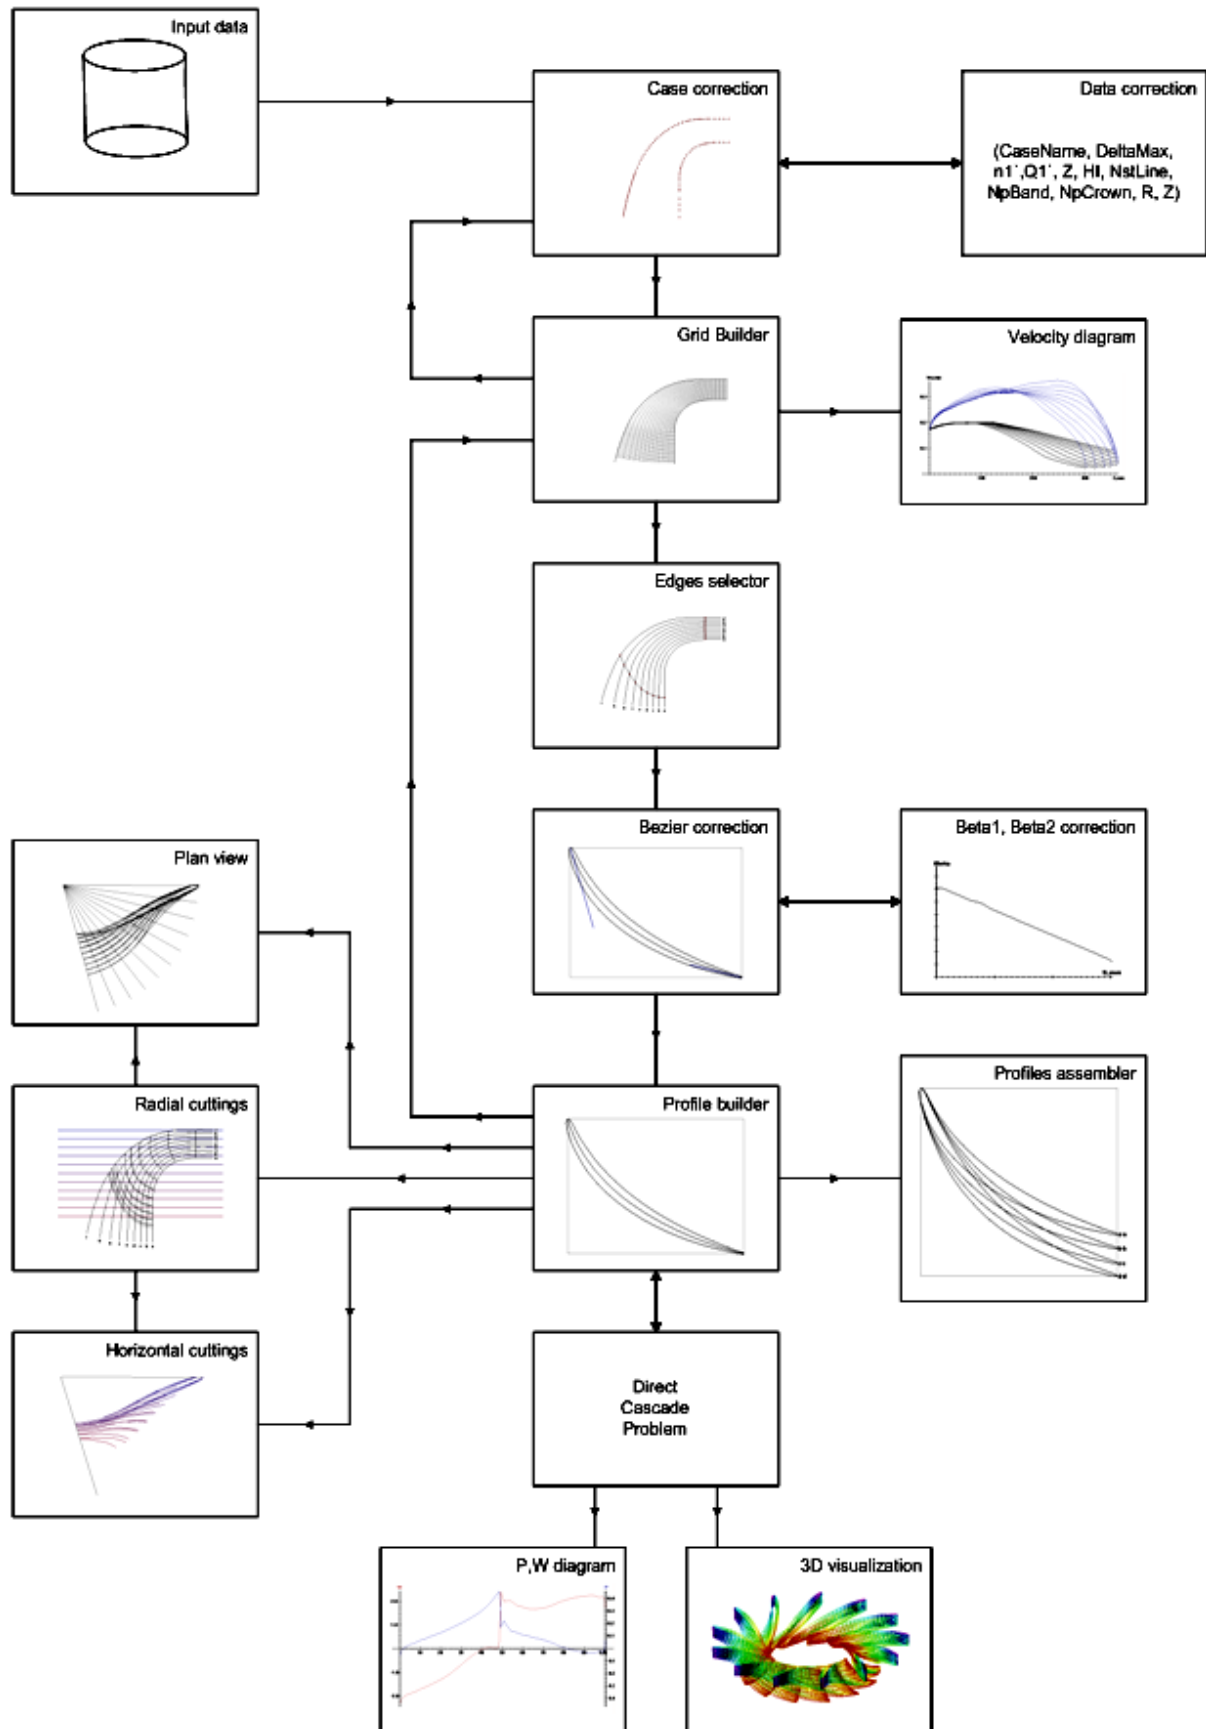 Input data
Case correction
Data correction
(CaseName, DeltaMax,
n1',Q1', Z, HI, NstLine,
NpBand, NpCrown, R, Z)
Grid Builder
Velocity diagram
Edges selector
Bezier correction
Beta1, Beta2 correction
Plan view
Radial cuttings
Profile builder
Profiles assembler
Horizontal cuttings
Direct
Cascade
Problem
P,W diagram
3D visualization